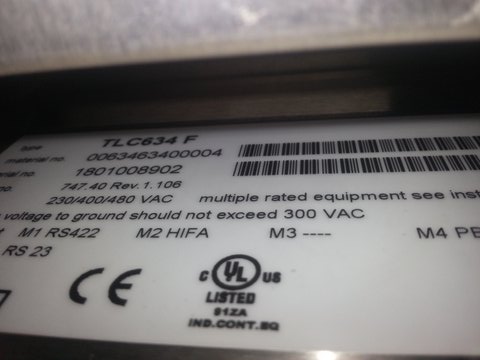 type TLC634 F
material no. 0063463400004
no. 1801008902
747.40 Rev. 1.106
230/400/480 VAC multiple rated equipment see inst
voltage to ground should not exceed 300 VAC
M1 RS422 M2 HIFA M3 ---- M4 PE
RS 23
CE
C UL US
LISTED
91ZA
IND.CONT.EQ